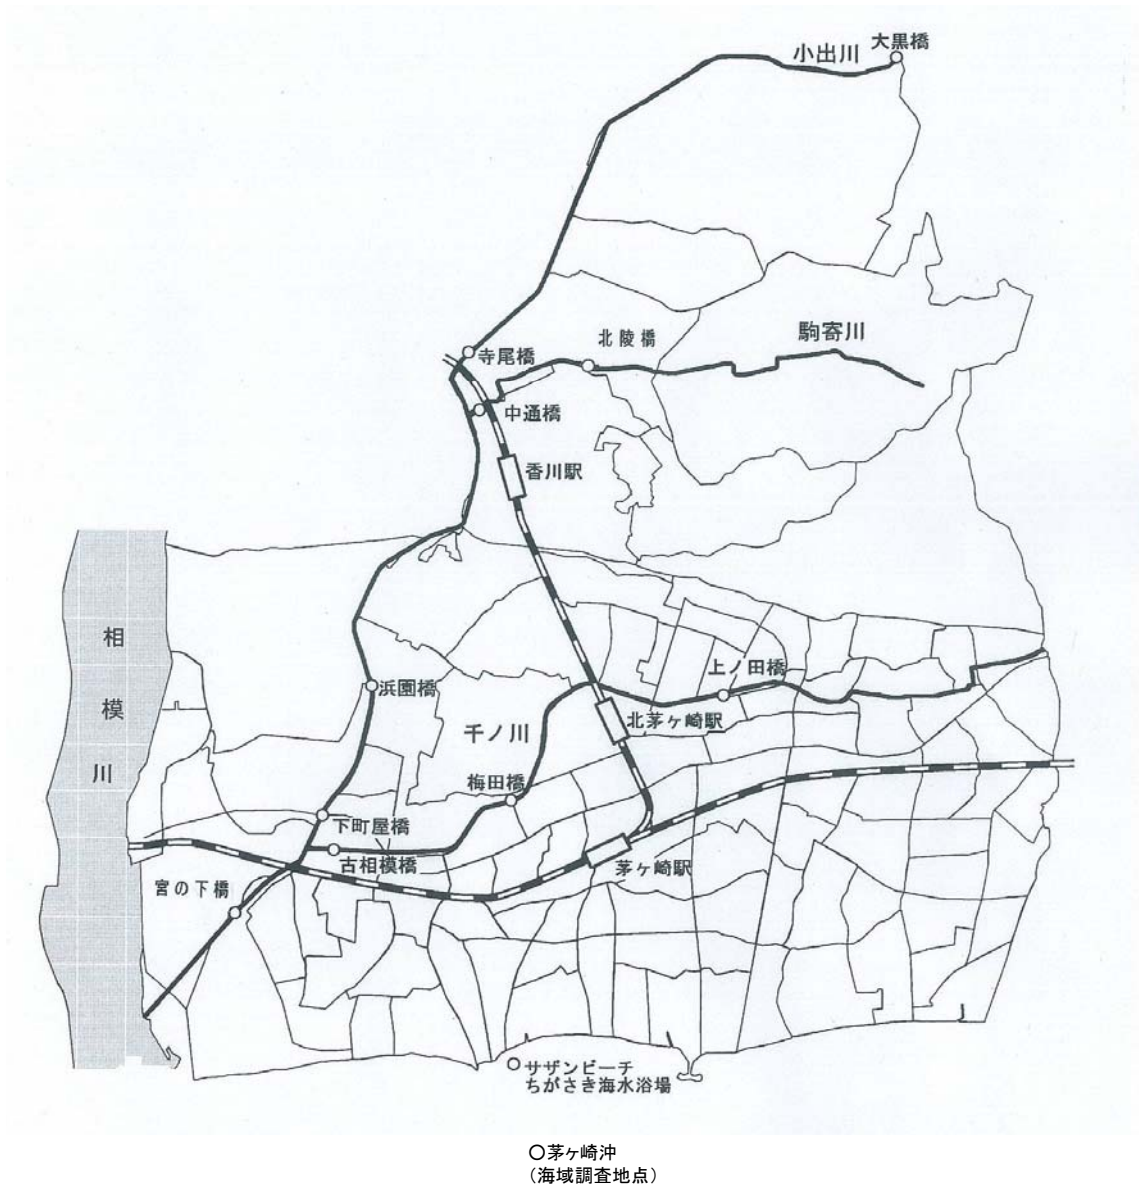 大黒橋
小出川
駒寄川
北陵橋
寺尾橋
中通橋
香川駅
相
模
川
上ノ田橋
浜園橋
北茅ヶ崎駅
千ノ川
梅田橋
下町屋橋
古相模橋
茅ヶ崎駅
宮の下橋
サザンビーチ
ちがさき海水浴場
〇茅ヶ崎沖
(海域調査地点)